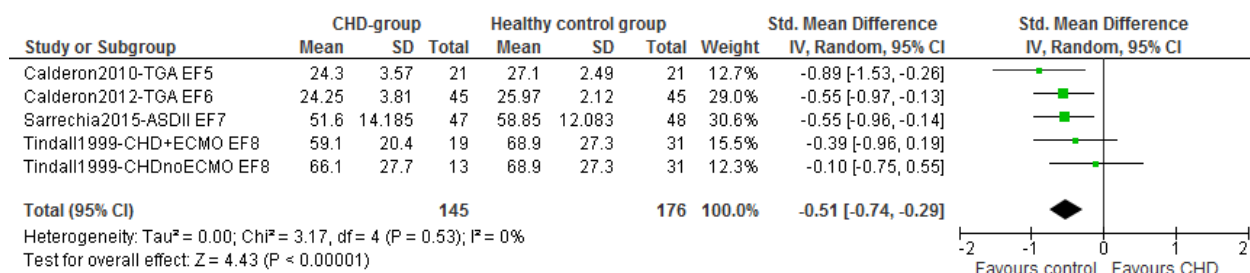 CHD-group Healthy control group Std. Mean Difference Std. Mean Difference
Study or Subgroup Mean SD Total Mean SD Total Weight IV, Random, 95% CI IV, Random, 95% CI
Calderon2010-TGA EF5 24.3 3.57 21 27.1 2.49 21 12.7% -0.89 [-1.53, -0.26]
Calderon2012-TGA EF6 24.25 3.81 45 25.97 2.12 45 29.0% -0.55 [-0.97, -0.13]
Sarrechia2015-ASDII EF7 51.6 14.185 47 58.85 12.083 48 30.6% -0.55 [-0.96, -0.14]
Tindall1999-CHD+ECMO EF8 59.1 20.4 19 68.9 27.3 31 15.5% -0.39 [-0.96, 0.19]
Tindall1999-CHDnoECMO EF8 66.1 27.7 13 68.9 27.3 31 12.3% -0.10 [-0.75, 0.55]
Total (95% CI) 145 176 100.0% -0.51 [-0.74, -0.29]
Heterogeneity: Tau² = 0.00; Chi² = 3.17, df = 4 (P = 0.53); I² = 0%
Test for overall effect: Z = 4.43 (P < 0.00001)
-2 -1 0 1 2
Favours control Favours CHD